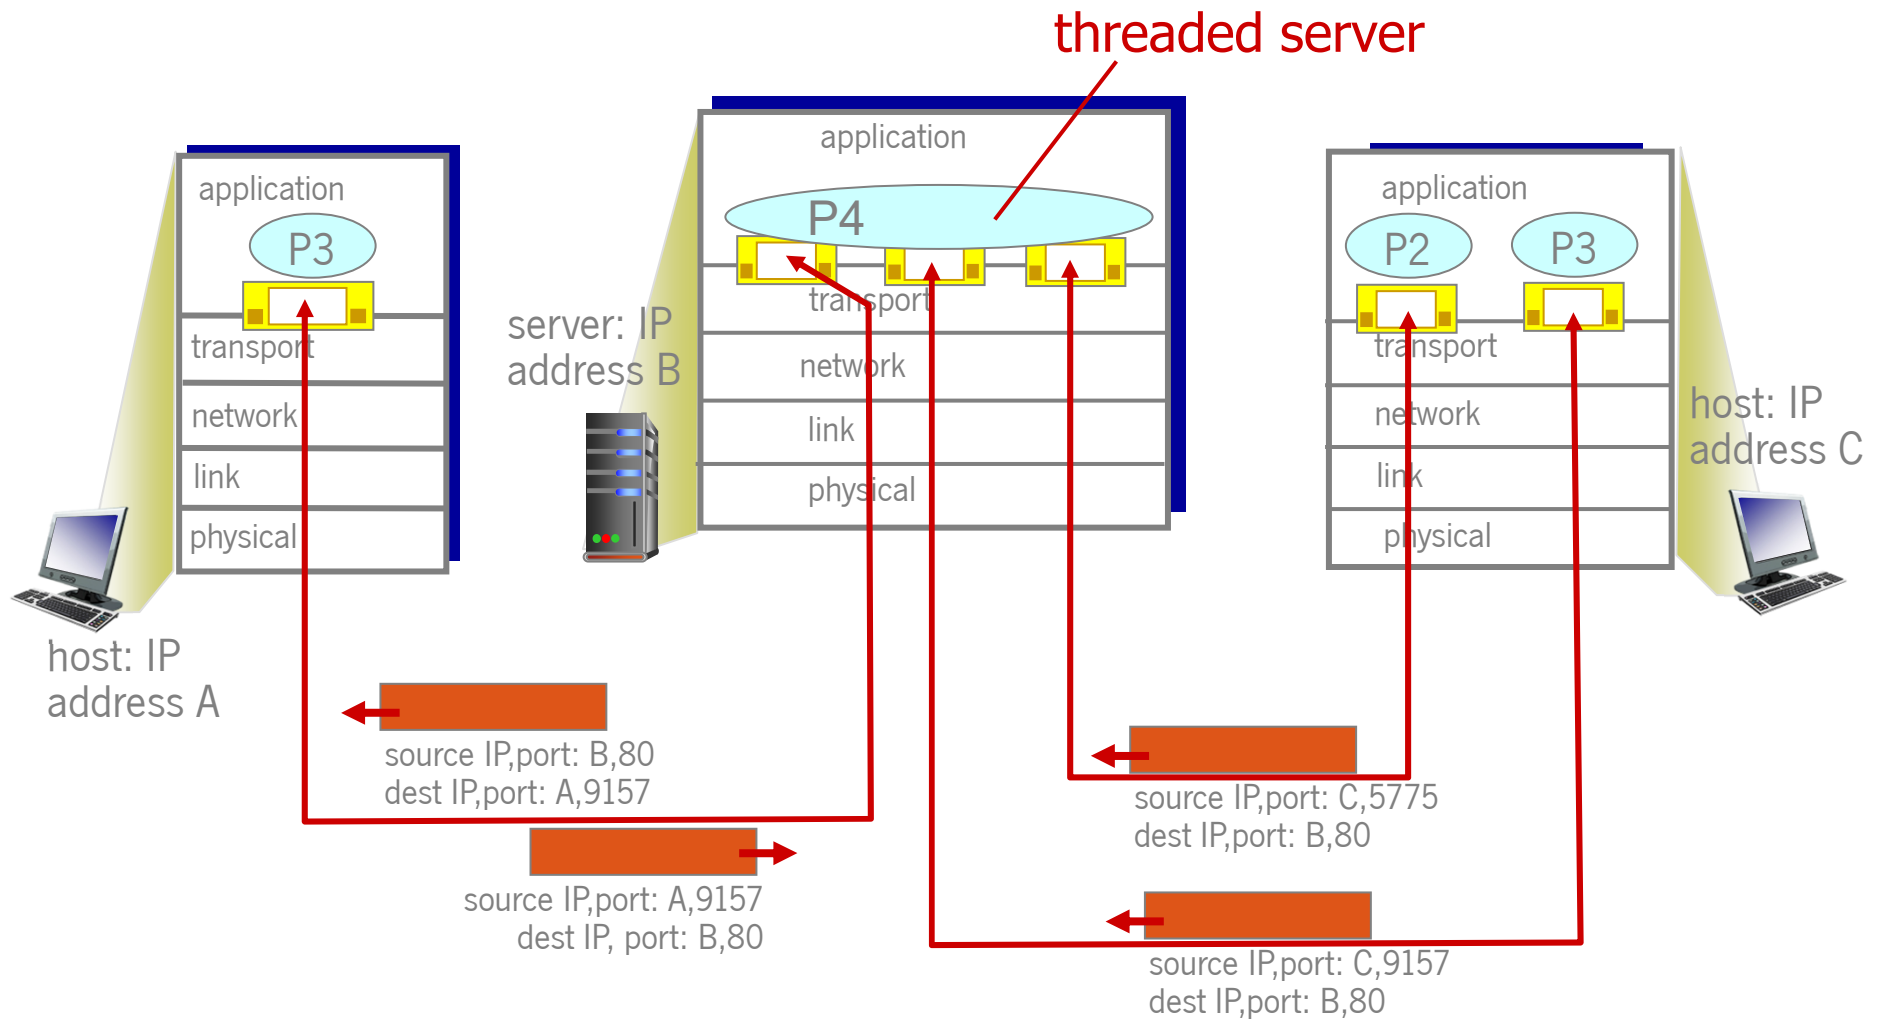 threaded server
application
P3
transport
network
link
physical
host: IP
address A
server: IP
address B
application
P4
transport
network
link
physical
application
P2
P3
transport
network
link
physical
host: IP
address C
source IP,port: B,80
dest IP,port: A,9157
source IP,port: A,9157
dest IP, port: B,80
source IP,port: C,5775
dest IP,port: B,80
source IP,port: C,9157
dest IP,port: B,80